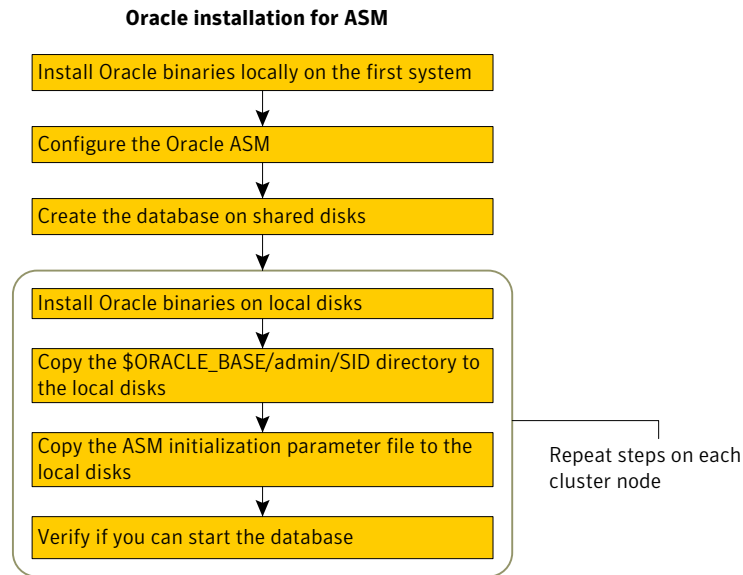 Oracle installation for ASM
Install Oracle binaries locally on the first system
Configure the Oracle ASM
Create the database on shared disks
Install Oracle binaries on local disks
Copy the $ORACLE_BASE/admin/SID directory to
the local disks
Copy the ASM initialization parameter file to the
local disks
Verify if you can start the database
Repeat steps on each
cluster node